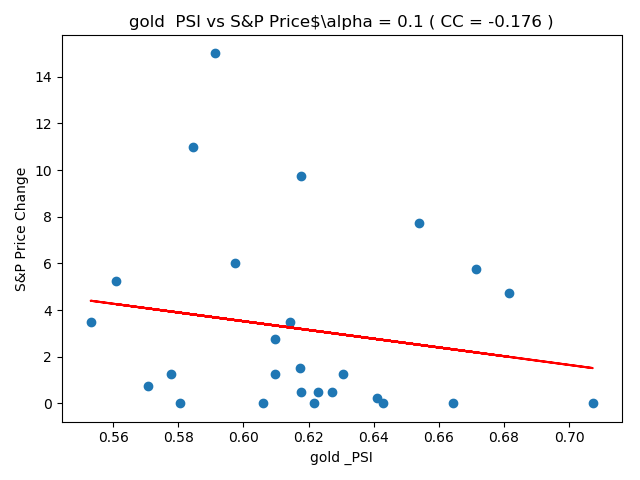 gold  PSI vs S&P Price$\alpha = 0.1 ( CC = -0.176 )
14
12
10
8
6
4
2
0
S&P Price Change
0.56 0.58 0.60 0.62 0.64 0.66 0.68 0.70
gold _PSI